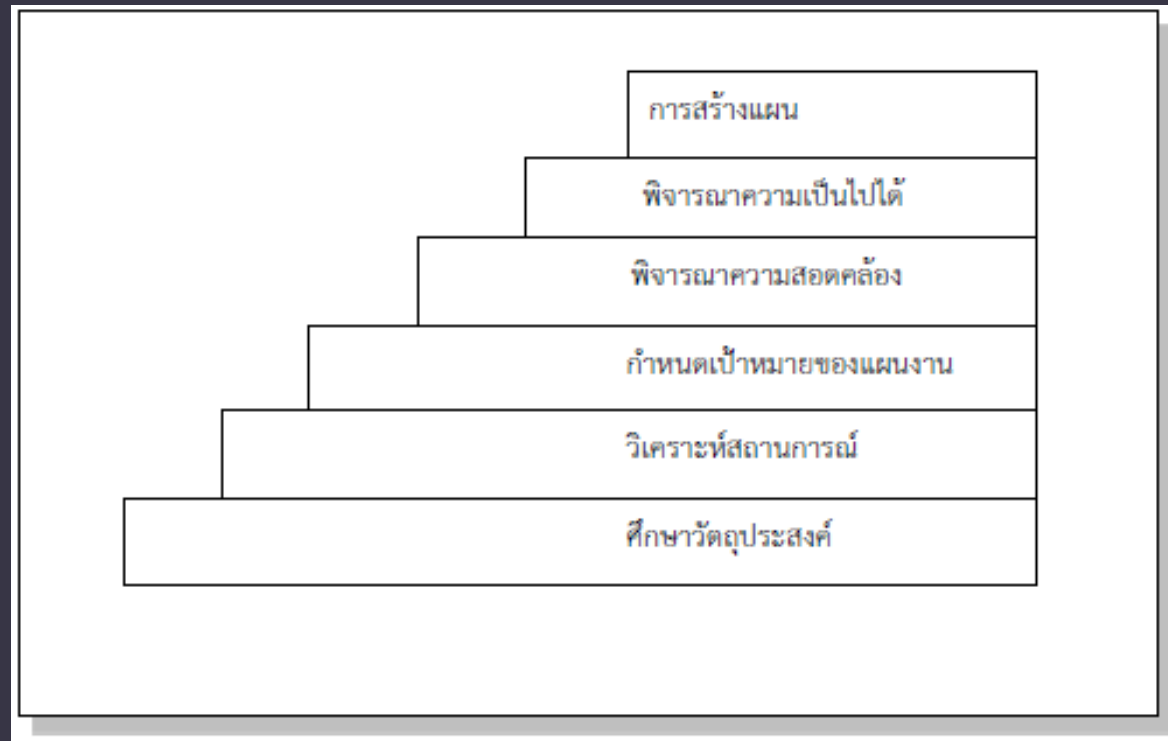 การสร้างแผน
พิจารณาความเป็นไปได้
พิจารณาความสอดคล้อง
กำหนดเป้าหมายของแผนงาน
วิเคราะห์สถานการณ์
ศึกษาวัตถุประสงค์